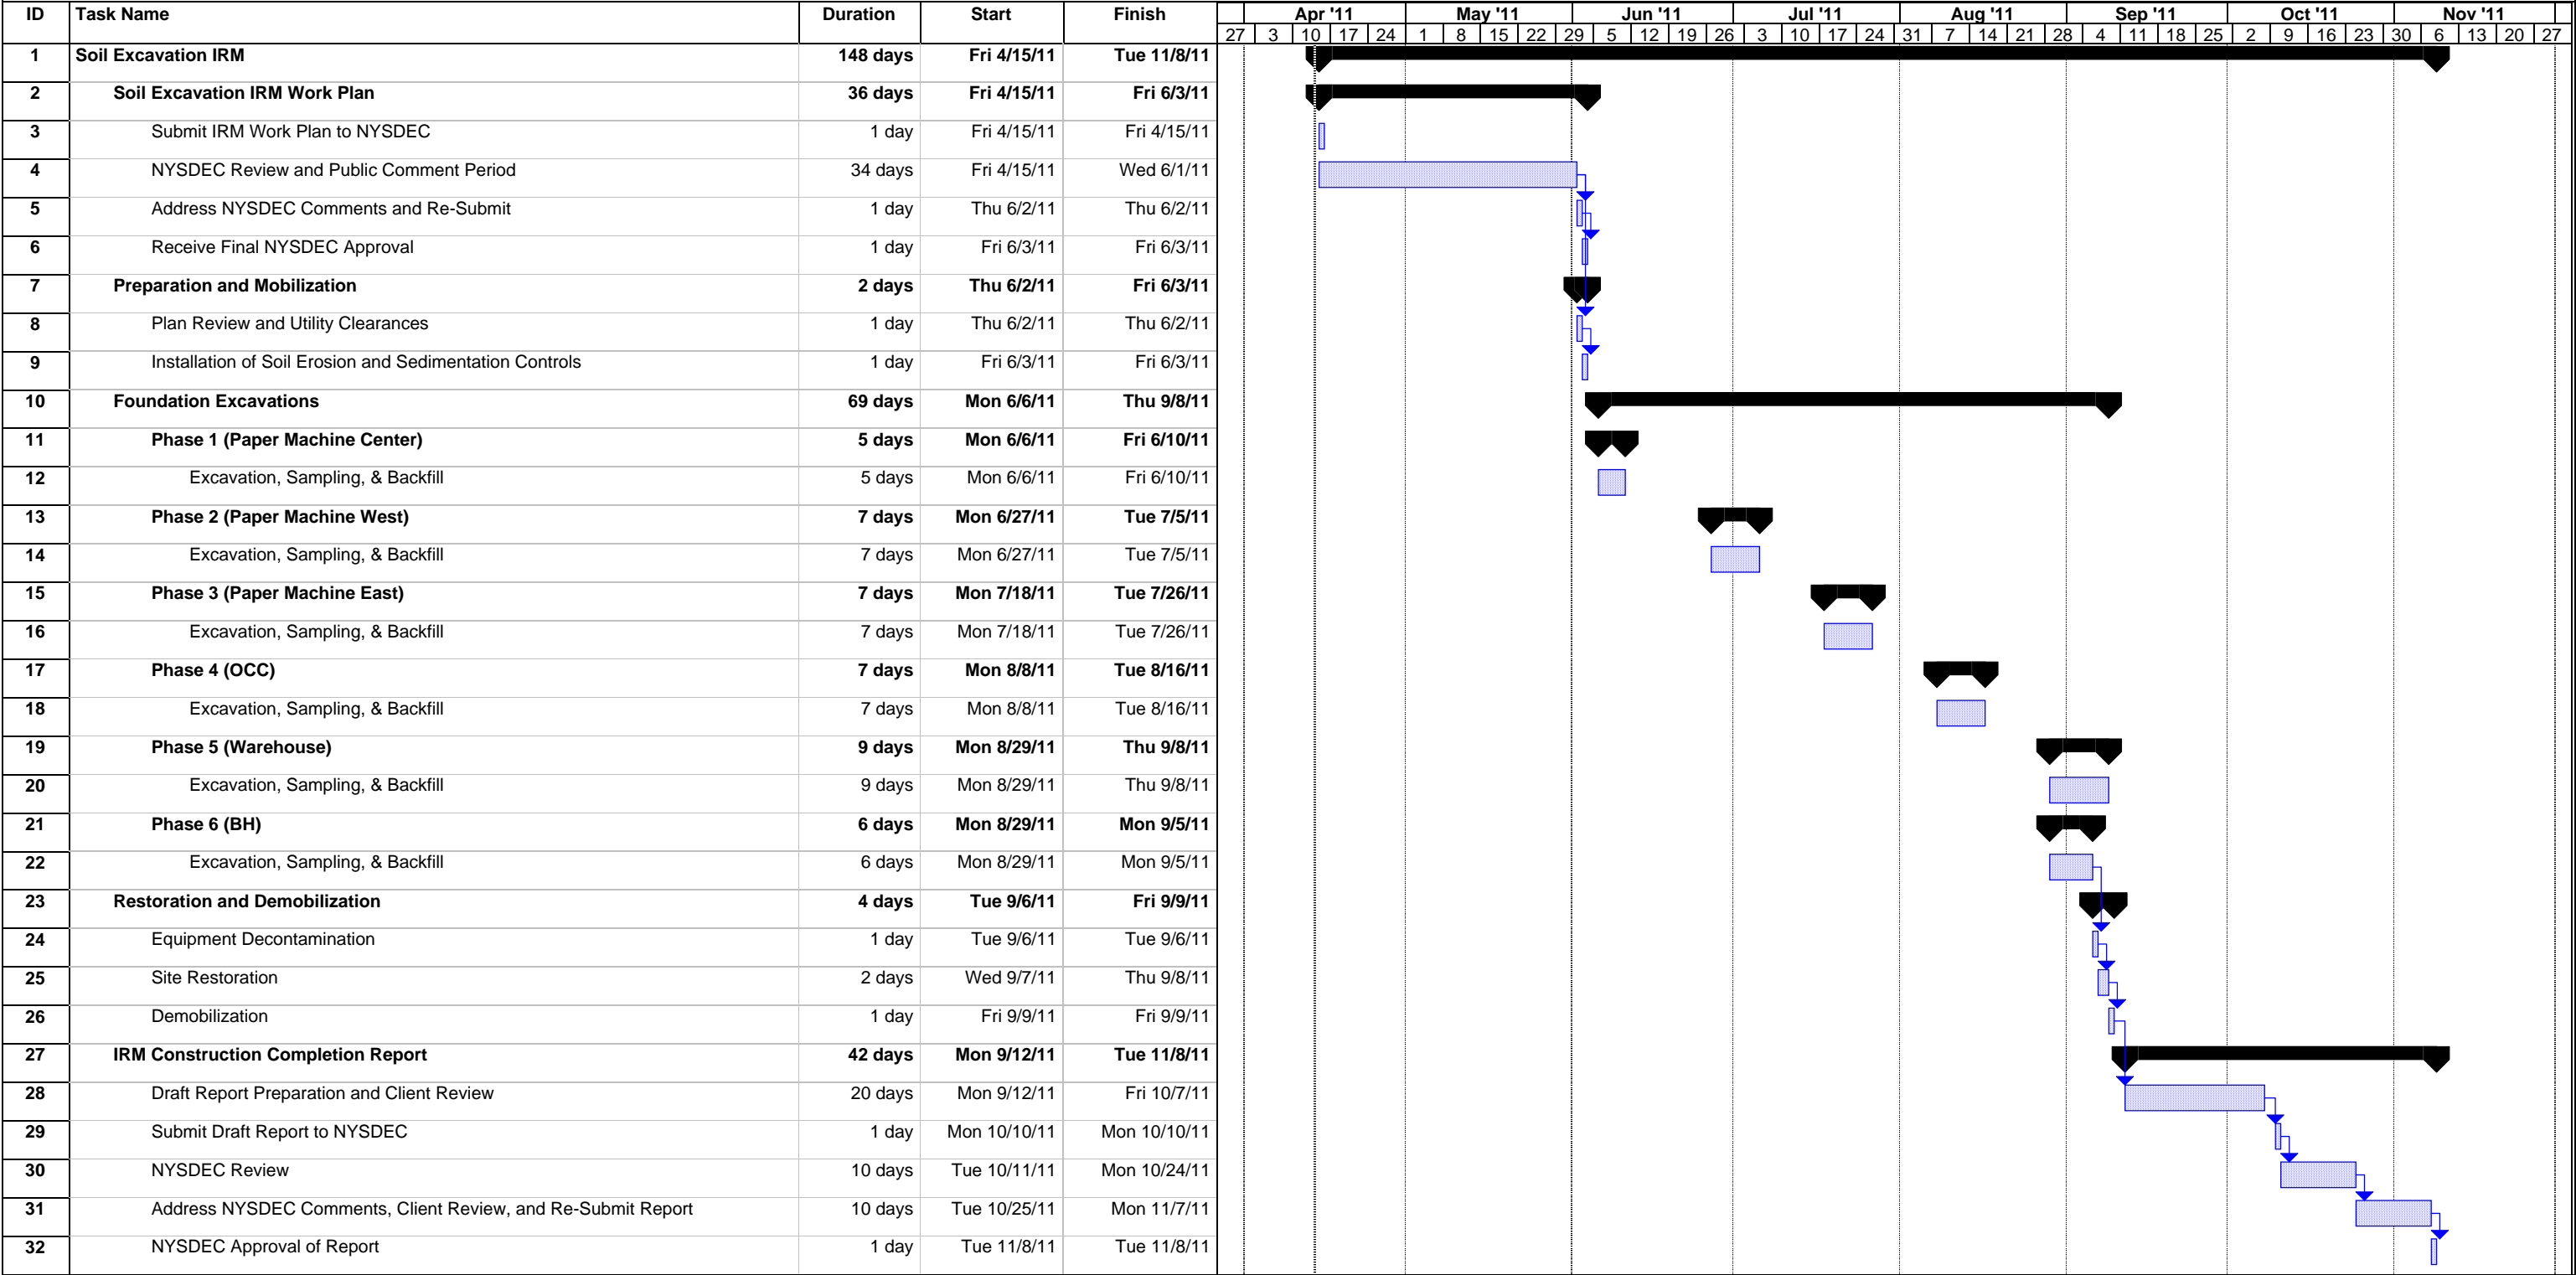 ID Task Name Duration Start Finish Apr '11 May '11 Jun '11 Jul '11 Aug '11 Sep '11 Oct '11 Nov '11
27 3 10 17 24 1 8 15 22 29 5 12 19 26 3 10 17 24 31 7 14 21 28 4 11 18 25 2 9 16 23 30 6 13 20 27
1 Soil Excavation IRM 148 days Fri 4/15/11 Tue 11/8/11
2 Soil Excavation IRM Work Plan 36 days Fri 4/15/11 Fri 6/3/11
3 Submit IRM Work Plan to NYSDEC 1 day Fri 4/15/11 Fri 4/15/11
4 NYSDEC Review and Public Comment Period 34 days Fri 4/15/11 Wed 6/1/11
5 Address NYSDEC Comments and Re-Submit 1 day Thu 6/2/11 Thu 6/2/11
6 Receive Final NYSDEC Approval 1 day Fri 6/3/11 Fri 6/3/11
7 Preparation and Mobilization 2 days Thu 6/2/11 Fri 6/3/11
8 Plan Review and Utility Clearances 1 day Thu 6/2/11 Thu 6/2/11
9 Installation of Soil Erosion and Sedimentation Controls 1 day Fri 6/3/11 Fri 6/3/11
10 Foundation Excavations 69 days Mon 6/6/11 Thu 9/8/11
11 Phase 1 (Paper Machine Center) 5 days Mon 6/6/11 Fri 6/10/11
12 Excavation, Sampling, & Backfill 5 days Mon 6/6/11 Fri 6/10/11
13 Phase 2 (Paper Machine West) 7 days Mon 6/27/11 Tue 7/5/11
14 Excavation, Sampling, & Backfill 7 days Mon 6/27/11 Tue 7/5/11
15 Phase 3 (Paper Machine East) 7 days Mon 7/18/11 Tue 7/26/11
16 Excavation, Sampling, & Backfill 7 days Mon 7/18/11 Tue 7/26/11
17 Phase 4 (OCC) 7 days Mon 8/8/11 Tue 8/16/11
18 Excavation, Sampling, & Backfill 7 days Mon 8/8/11 Tue 8/16/11
19 Phase 5 (Warehouse) 9 days Mon 8/29/11 Thu 9/8/11
20 Excavation, Sampling, & Backfill 9 days Mon 8/29/11 Thu 9/8/11
21 Phase 6 (BH) 6 days Mon 8/29/11 Mon 9/5/11
22 Excavation, Sampling, & Backfill 6 days Mon 8/29/11 Mon 9/5/11
23 Restoration and Demobilization 4 days Tue 9/6/11 Fri 9/9/11
24 Equipment Decontamination 1 day Tue 9/6/11 Tue 9/6/11
25 Site Restoration 2 days Wed 9/7/11 Thu 9/8/11
26 Demobilization 1 day Fri 9/9/11 Fri 9/9/11
27 IRM Construction Completion Report 42 days Mon 9/12/11 Tue 11/8/11
28 Draft Report Preparation and Client Review 20 days Mon 9/12/11 Fri 10/7/11
29 Submit Draft Report to NYSDEC 1 day Mon 10/10/11 Mon 10/10/11
30 NYSDEC Review 10 days Tue 10/11/11 Mon 10/24/11
31 Address NYSDEC Comments, Client Review, and Re-Submit Report 10 days Tue 10/25/11 Mon 11/7/11
32 NYSDEC Approval of Report 1 day Tue 11/8/11 Tue 11/8/11